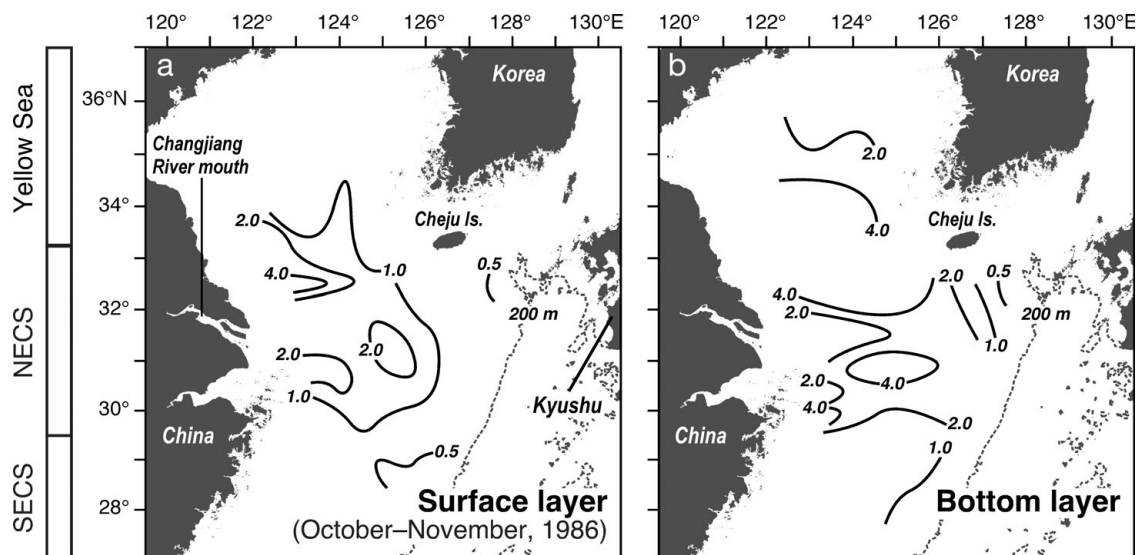 120° 122° 124° 126° 128° 130°E
120° 122° 124° 126° 128° 130°E
Yellow Sea
NECS
SECS
36°N
34°
32°
30°
28°
a
Korea
Changjiang
River mouth
Cheju Is.
2.0
4.0
1.0
0.5
200 m
2.0
2.0
1.0
Kyushu
China
0.5
Surface layer
(October–November, 1986)
b
Korea
2.0
4.0
Cheju Is.
4.0
2.0
2.0
0.5
200 m
1.0
2.0
4.0
4.0
2.0
China
1.0
Bottom layer